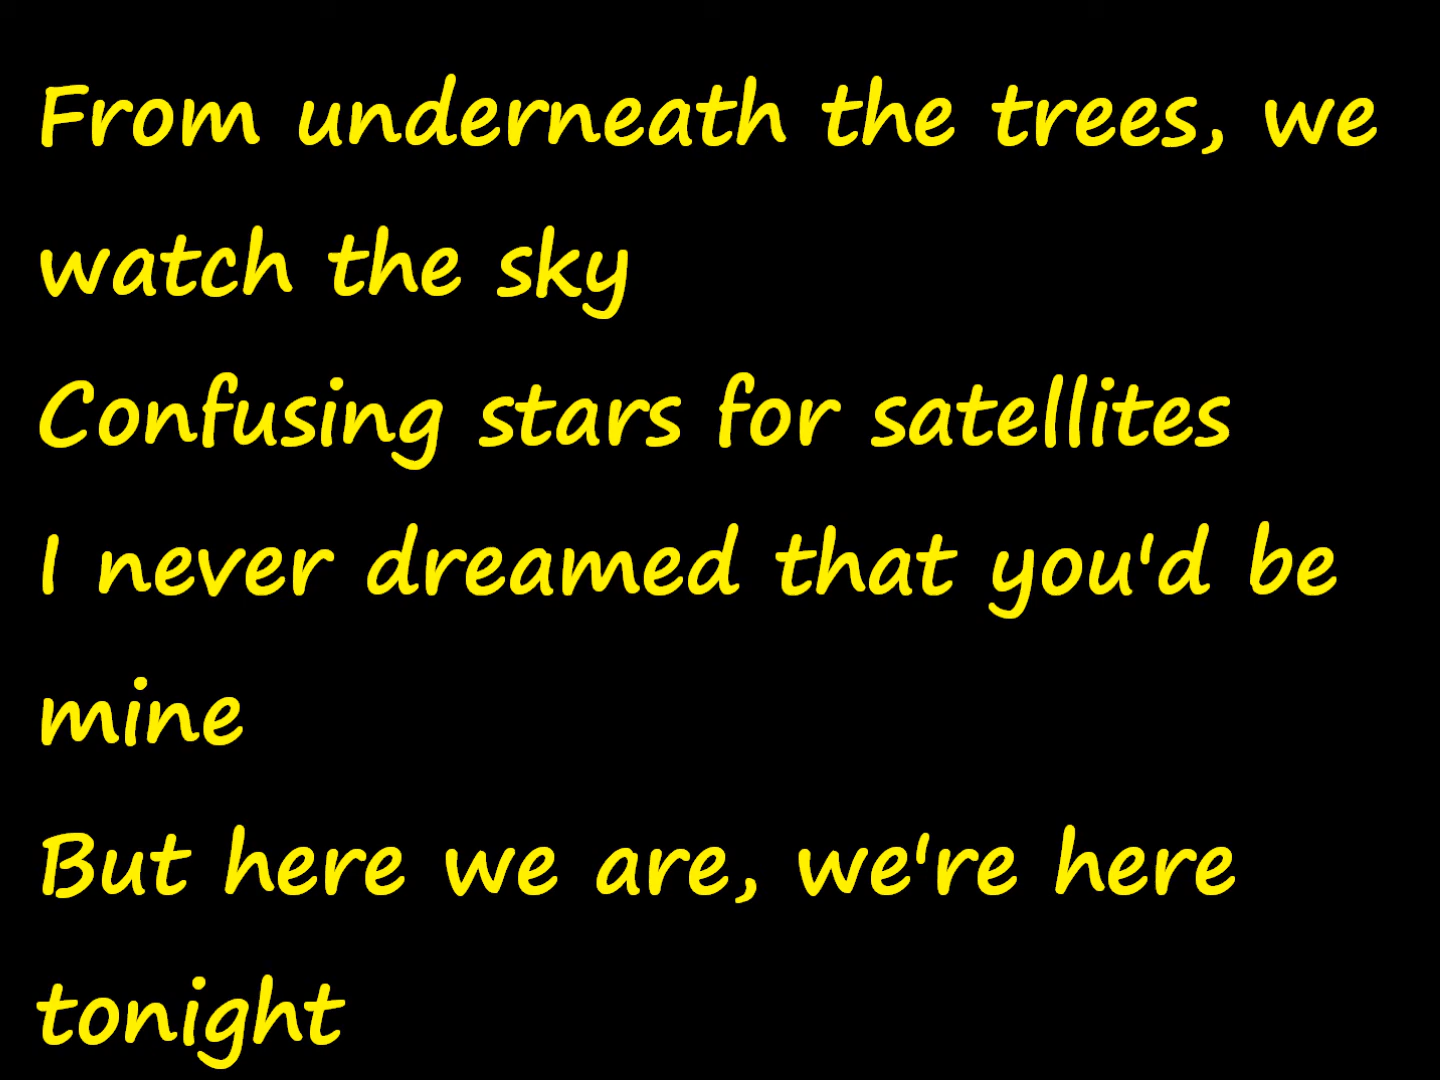 From underneath the trees, we
watch the sky
Confusing stars for satellites
I never dreamed that you'd be
mine
But here we are, we're here
tonight